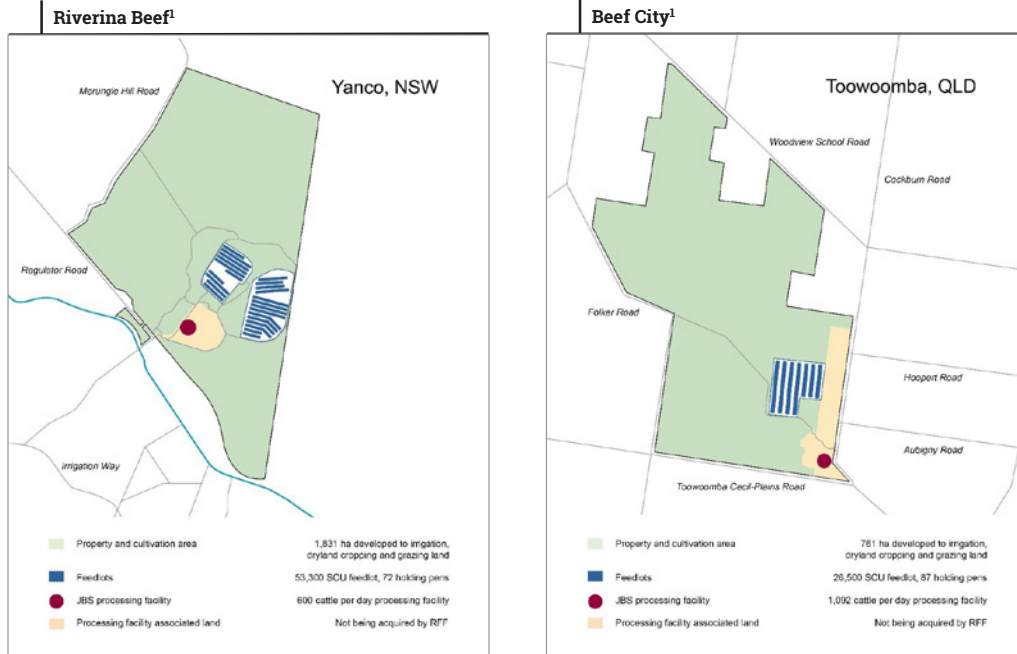 Riverina Beef¹
Yanco, NSW
Morungle Hill Road
Regulator Road
Irrigation Way
Property and cultivation area
1,831 ha developed to irrigation,
dryland cropping and grazing land
Feedlots
53,300 SCU feedlot, 72 holding pens
JBS processing facility
600 cattle per day processing facility
Processing facility associated land
Not being acquired by RFF
Beef City¹
Toowoomba, QLD
Woodview School Road
Cockburn Road
Folker Road
Hoopert Road
Aubigny Road
Toowoomba Cecil-Pleins Road
Property and cultivation area
761 ha developed to irrigation,
dryland cropping and grazing land
Feedlots
26,500 SCU feedlot, 87 holding pens
JBS processing facility
1,092 cattle per day processing facility
Processing facility associated land
Not being acquired by RFF